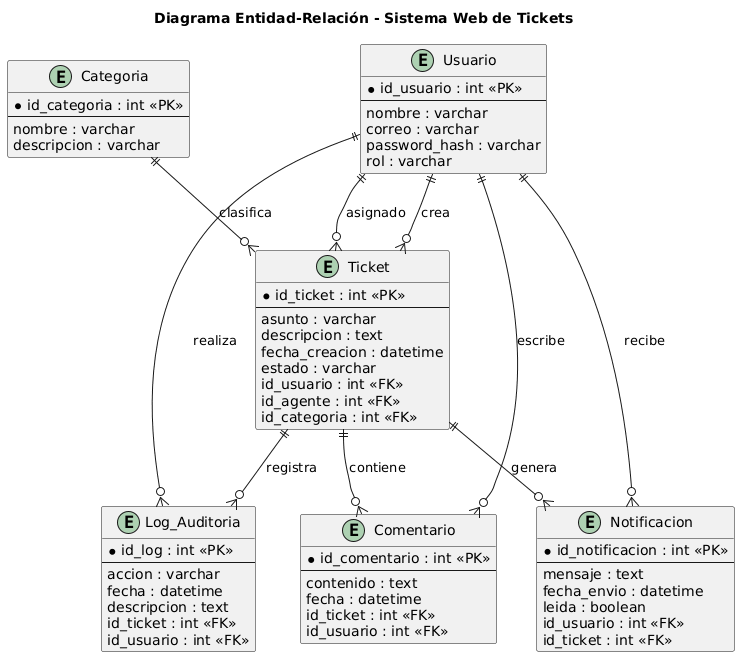 Diagrama Entidad-Relación - Sistema Web de Tickets
E Categoria
* id_categoria : int «PK»
nombre : varchar
descripcion : varchar
E Usuario
* id_usuario : int «PK»
nombre : varchar
correo : varchar
password_hash : varchar
rol : varchar
clasifica
asignado
crea
E Ticket
* id_ticket : int «PK»
asunto : varchar
descripcion : text
fecha_creacion : datetime
estado : varchar
id_usuario : int «FK»
id_agente : int «FK»
id_categoria : int «FK»
realiza
escribe
recibe
registra
contiene
genera
E Log_Auditoria
* id_log : int «PK»
accion : varchar
fecha : datetime
descripcion : text
id_ticket : int «FK»
id_usuario : int «FK»
E Comentario
* id_comentario : int «PK»
contenido : text
fecha : datetime
id_ticket : int «FK»
id_usuario : int «FK»
E Notificacion
* id_notificacion : int «PK»
mensaje : text
fecha_envio : datetime
leida : boolean
id_usuario : int «FK»
id_ticket : int «FK»